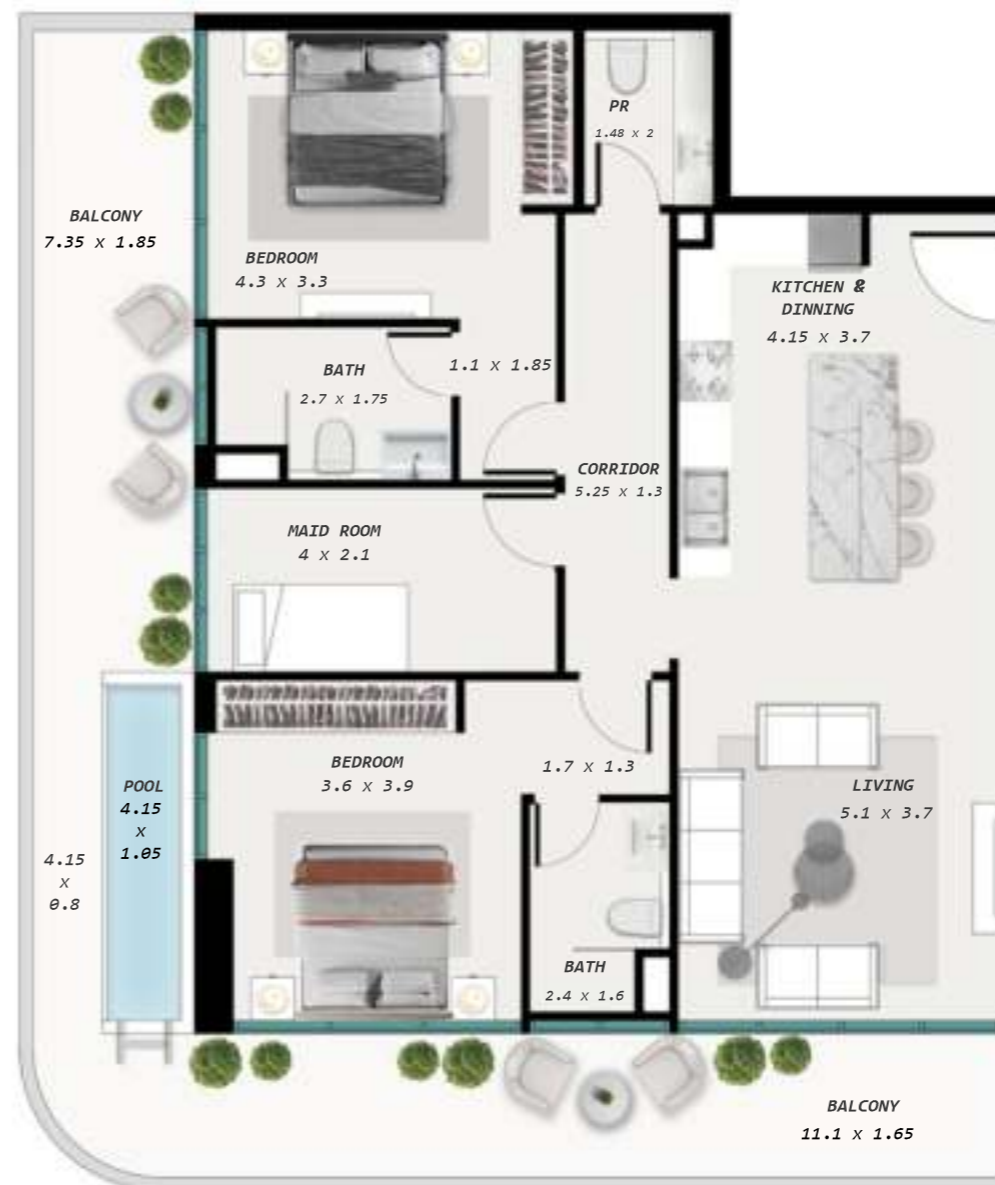 PR
1.48 x 2
BALCONY
7.35 x 1.85
BEDROOM
4.3 x 3.3
KITCHEN &
DINNING
4.15 x 3.7
BATH
2.7 x 1.75
1.1 x 1.85
CORRIDOR
5.25 x 1.3
MAID ROOM
4 x 2.1
BEDROOM
3.6 x 3.9
1.7 x 1.3
POOL
4.15
x
1.05
LIVING
5.1 x 3.7
4.15
x
0.8
BATH
2.4 x 1.6
BALCONY
11.1 x 1.65